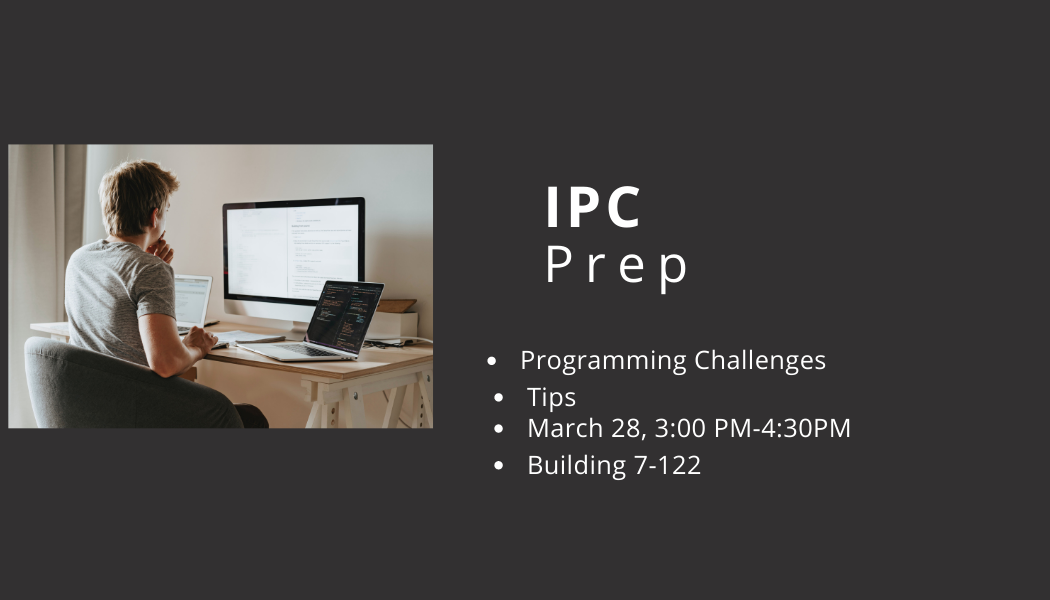 IPC
Prep
• Programming Challenges
• Tips
• March 28, 3:00 PM-4:30PM
• Building 7-122